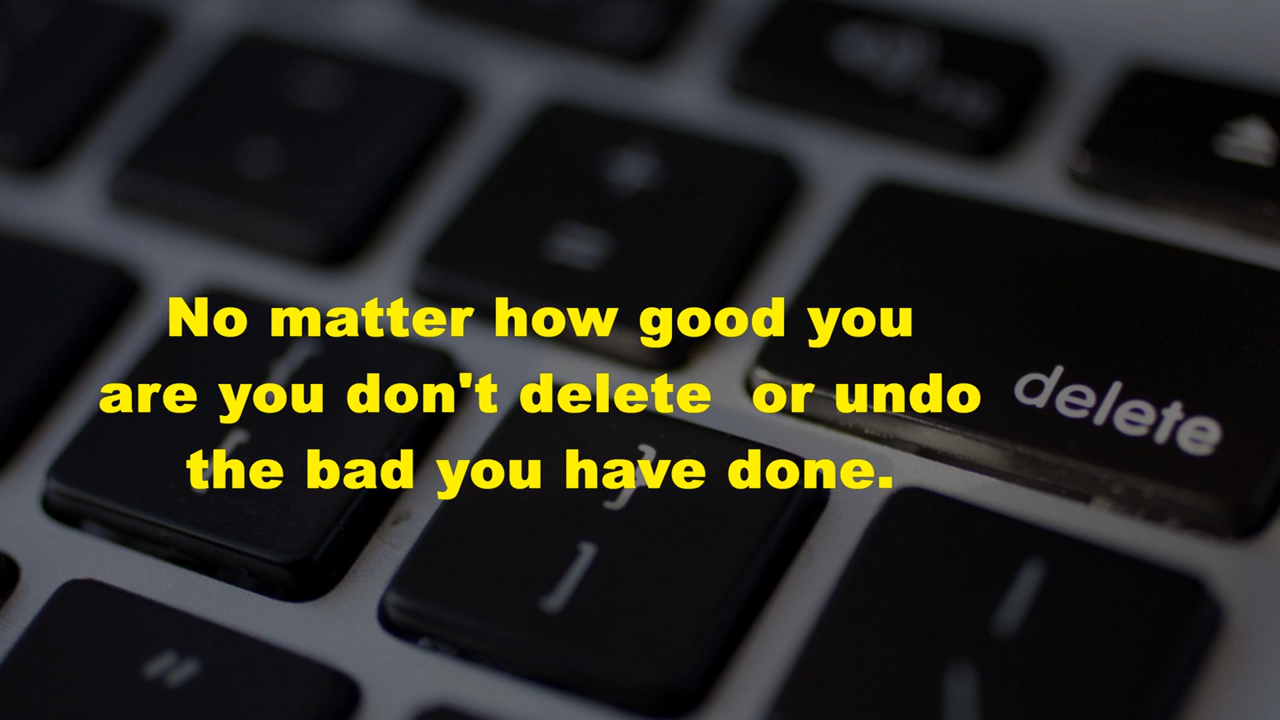 No matter how good you
are you don't delete  or undo
the bad you have done.
delete
+
=
{
[
}
]
"